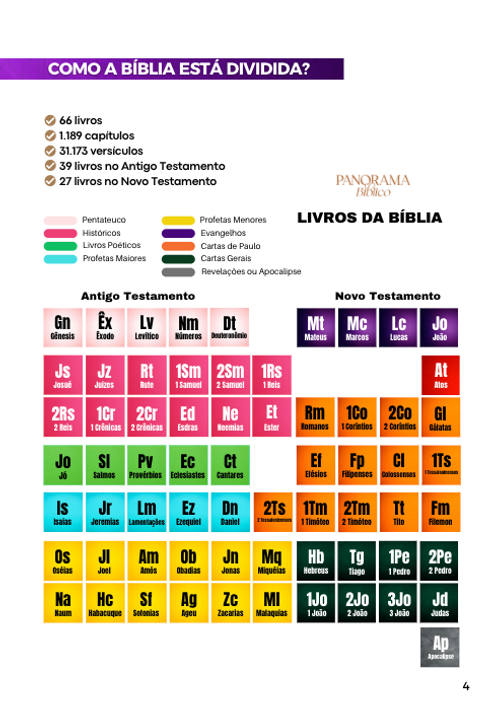 COMO A BÍBLIA ESTÁ DIVIDIDA?
66 livros
1.189 capítulos
31.173 versículos
39 livros no Antigo Testamento
27 livros no Novo Testamento
PANORAMA
Bíblico
LIVROS DA BÍBLIA
Pentateuco
Históricos
Livros Poéticos
Profetas Maiores
Profetas Menores
Evangelhos
Cartas de Paulo
Cartas Gerais
Revelações ou Apocalipse
Antigo Testamento
Novo Testamento
Gn Êx Lv Nm Dt Mt Mc Lc Jo
Gênesis Êxodo Levítico Números Deuteronômio Mateus Marcos Lucas João
Js Jz Rt 1Sm 2Sm 1Rs At
Josué Juízes Rute 1 Samuel 2 Samuel 1 Reis Atos
2Rs 1Cr 2Cr Ed Ne Et Rm 1Co 2Co Gl
2 Reis 1 Crônicas 2 Crônicas Esdras Neemias Ester Romanos 1 Coríntios 2 Coríntios Gálatas
Jo Sl Pv Ec Ct Ef Fp Cl 1Ts
Jó Salmos Provérbios Eclesiastes Cantares Efésios Filipenses Colossenses 1 Tessalonicenses
Is Jr Lm Ez Dn 2Ts 1Tm 2Tm Tt Fm
Isaías Jeremias Lamentações Ezequiel Daniel 2 Tessalonicenses 1 Timóteo 2 Timóteo Tito Filemon
Os Jl Am Ob Jn Mq Hb Tg 1Pe 2Pe
Oséias Joel Amós Obadias Jonas Miquéias Hebreus Tiago 1 Pedro 2 Pedro
Na Hc Sf Ag Zc Ml 1Jo 2Jo 3Jo Jd
Naum Habacuque Sofonias Ageu Zacarias Malaquias 1 João 2 João 3 João Judas
Ap
Apocalipse
4